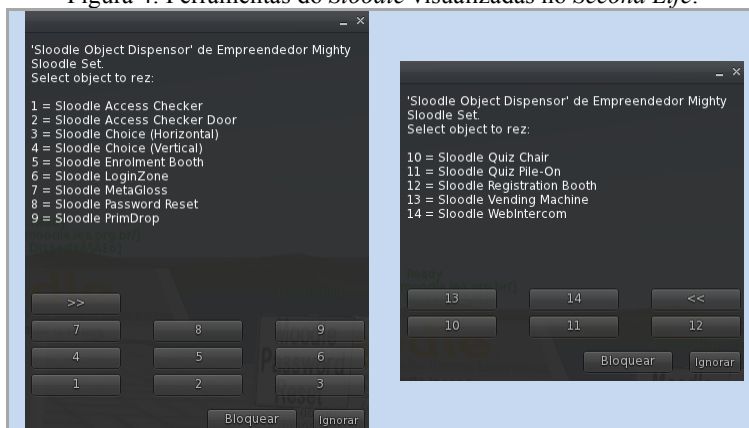 Figura 4. Ferramentas do Sloodle visualizadas no Second Life.
'Sloodle Object Dispensor' de Empreendedor Mighty
Sloodle Set.
Select object to rez:
1 = Sloodle Access Checker
2 = Sloodle Access Checker Door
3 = Sloodle Choice (Horizontal)
4 = Sloodle Choice (Vertical)
5 = Sloodle Enrolment Booth
6 = Sloodle LoginZone
7 = Sloodle MetaGloss
8 = Sloodle Password Reset
9 = Sloodle PrimDrop
>>
7 8 9
4 5 6
1 2 3
Bloquear Ignorar
'Sloodle Object Dispensor' de Empreendedor Mighty
Sloodle Set.
Select object to rez:
10 = Sloodle Quiz Chair
11 = Sloodle Quiz Pile-On
12 = Sloodle Registration Booth
13 = Sloodle Vending Machine
14 = Sloodle WebIntercom
13 14 <<
10 11 12
Bloquear Ignorar